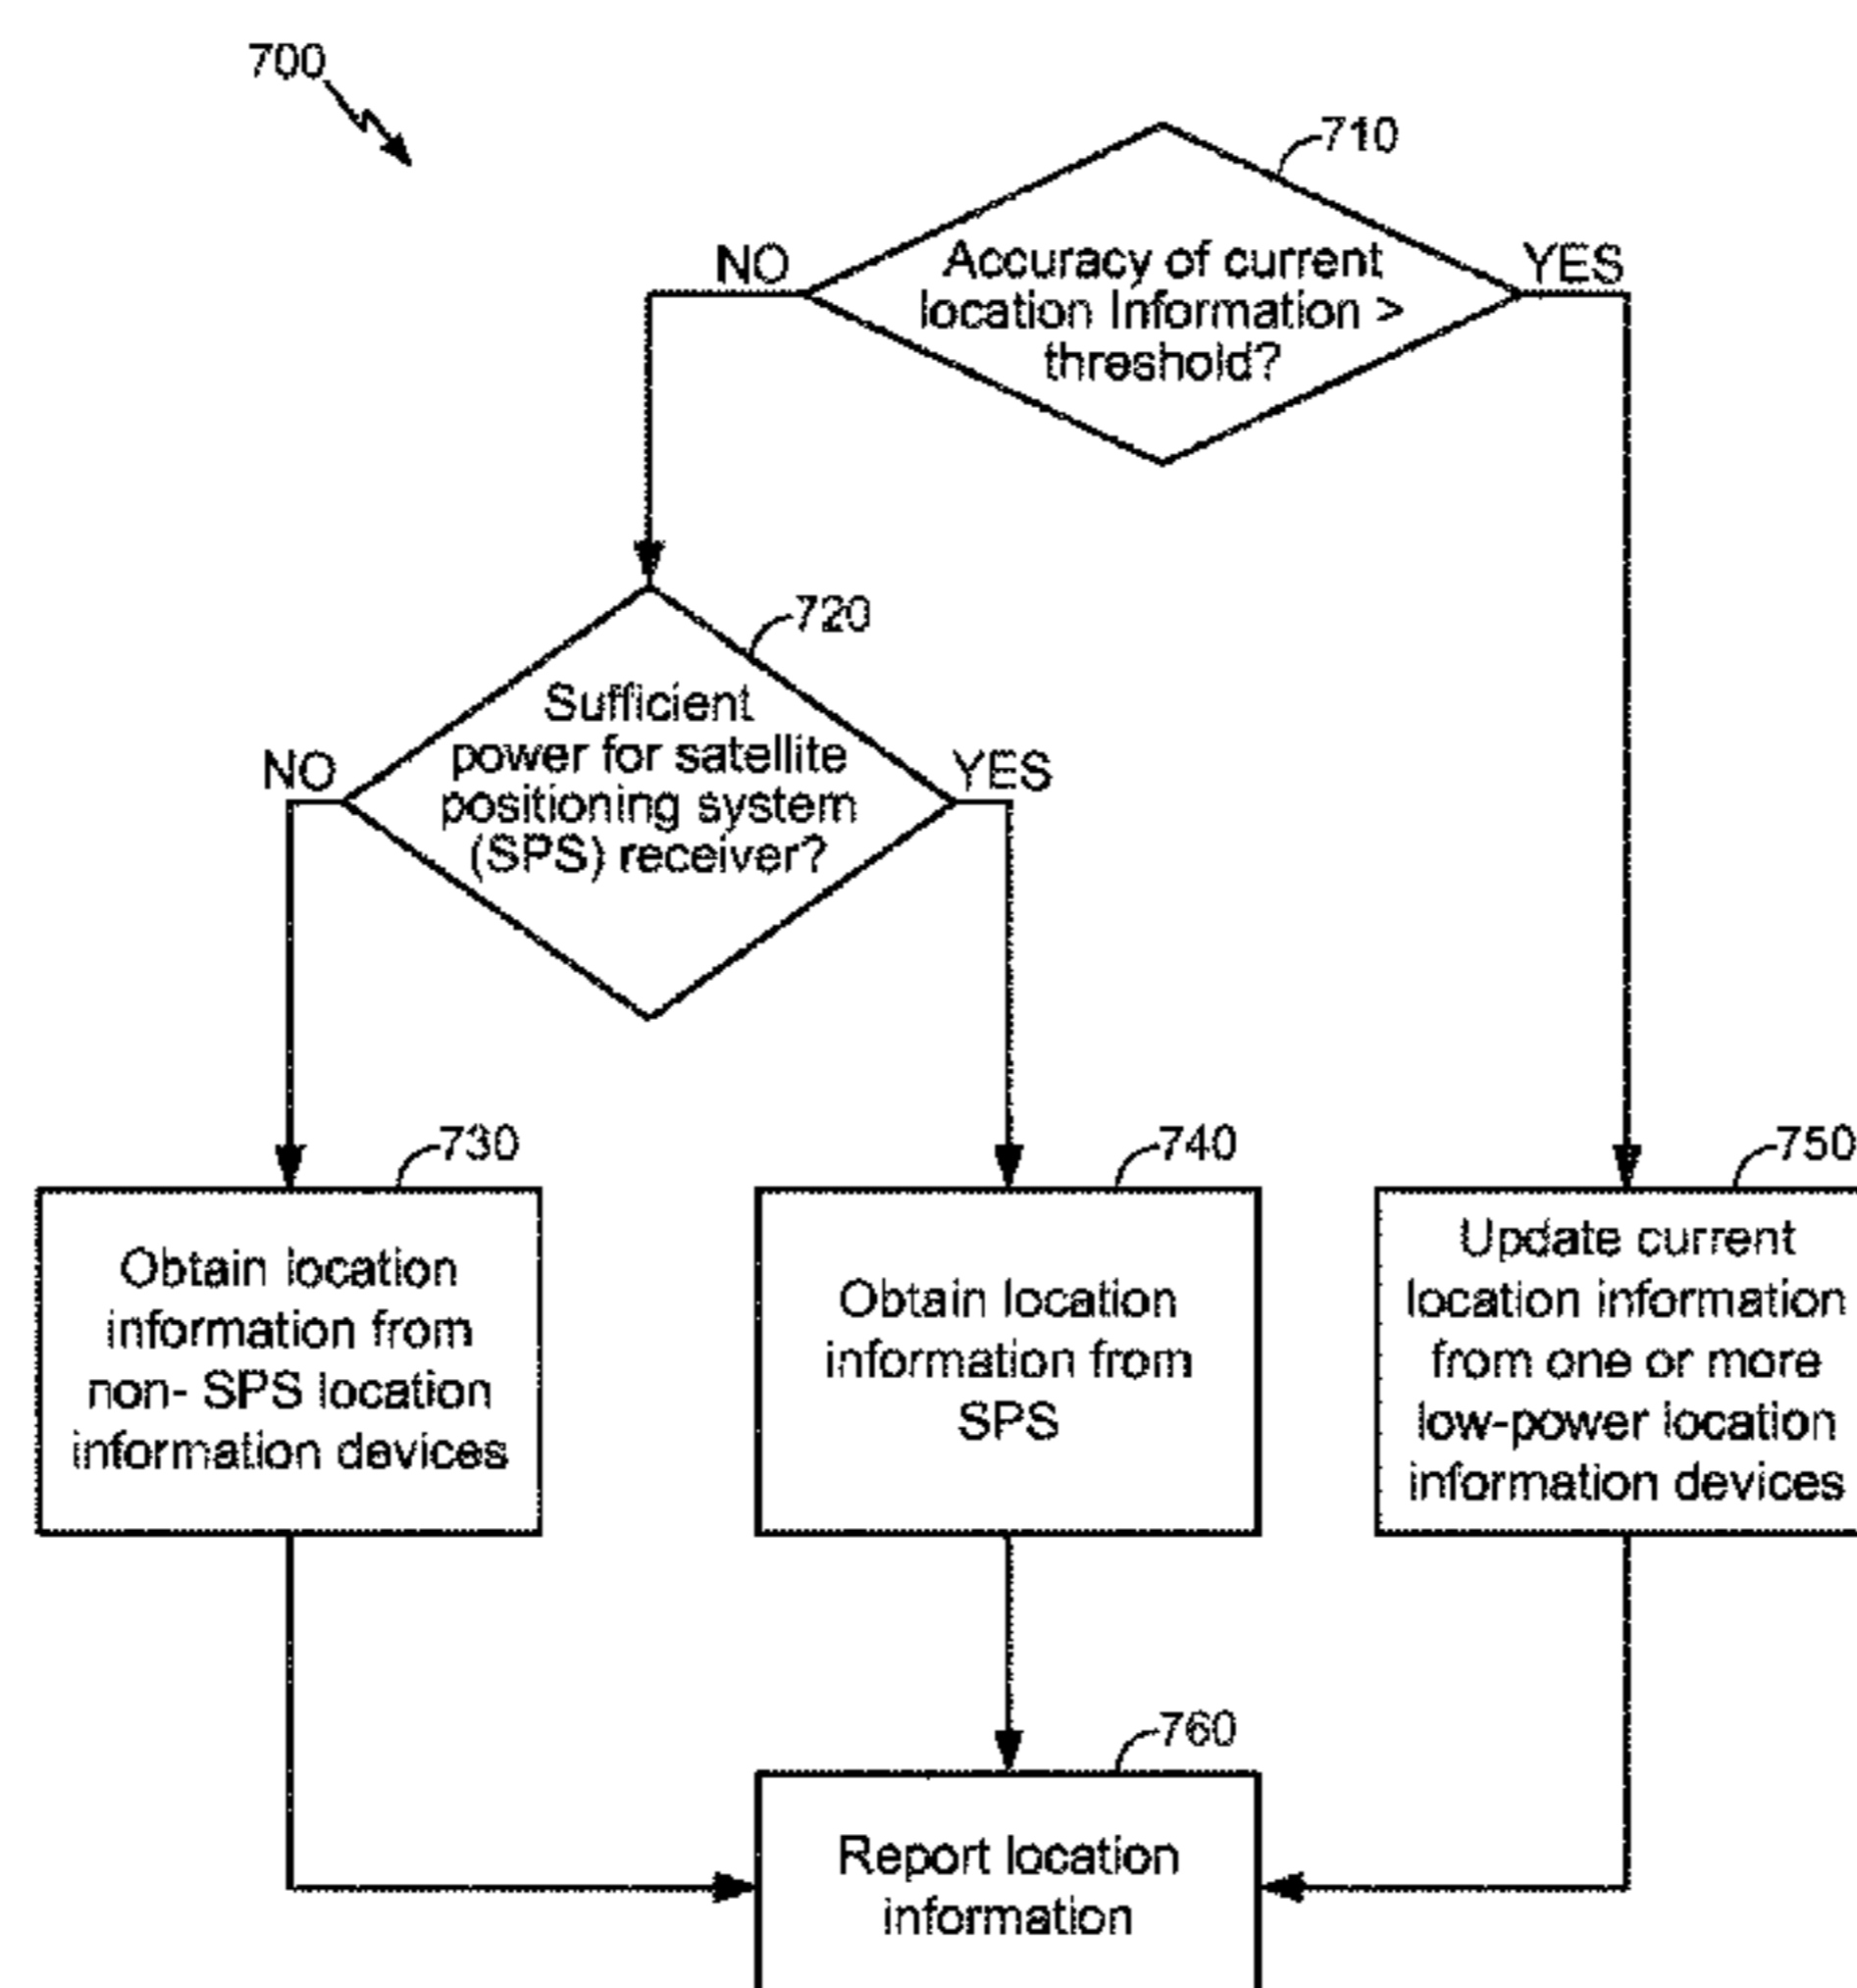 700
710
NO
Accuracy of current
location Information >
threshold?
YES
720
NO
Sufficient
power for satellite
positioning system
(SPS) receiver?
YES
730
Obtain location
information from
non- SPS location
information devices
740
Obtain location
information from
SPS
750
Update current
location information
from one or more
low-power location
information devices
760
Report location
information